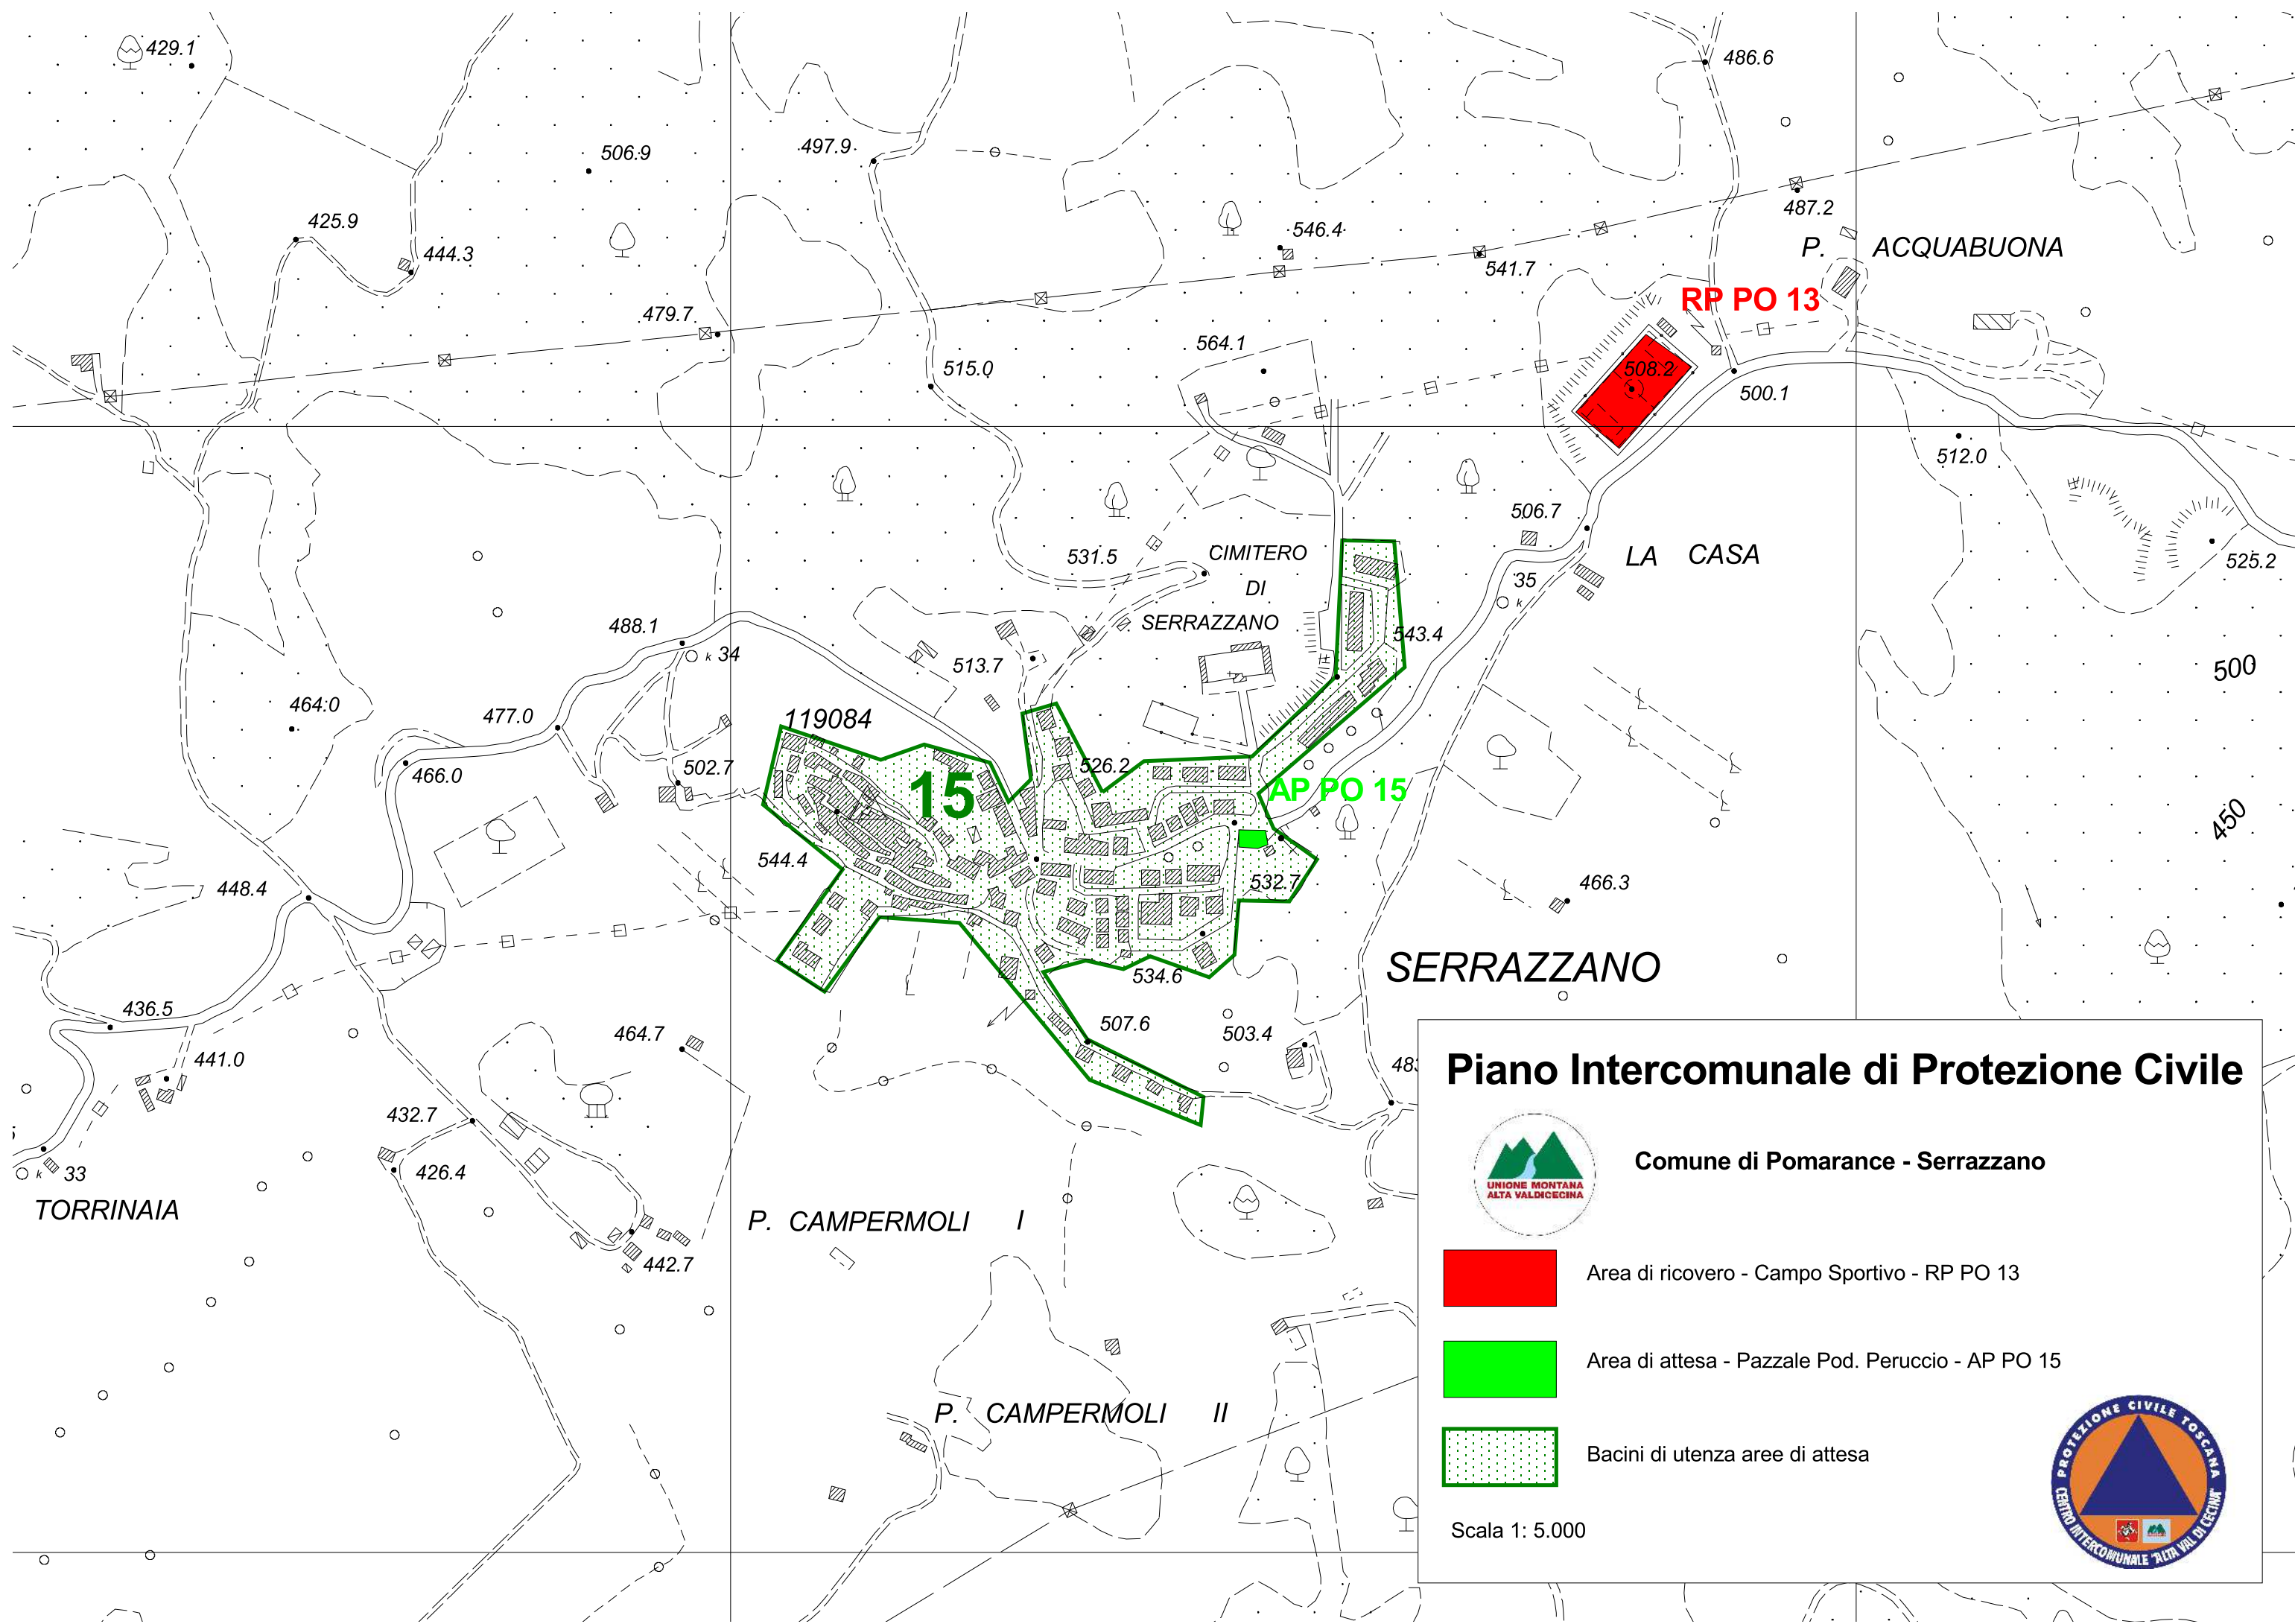 429.1
486.6
506.9
497.9
425.9
444.3
546.4
487.2
P. ACQUABUONA
541.7
RP PO 13
479.7
564.1
515.0
508.2
500.1
512.0
506.7
531.5
CIMITERO
DI
SERRAZZANO
LA CASA
525.2
35
k
488.1
k 34
543.4
513.7
500
464.0
477.0
119084
466.0
502.7
526.2
15
AP PO 15
450
544.4
448.4
532.7
466.3
SERRAZZANO
534.6
436.5
507.6
503.4
464.7
441.0
483
432.7
426.4
k 33
TORRINAIA
P. CAMPERMOLI I
442.7
P. CAMPERMOLI II
Piano Intercomunale di Protezione Civile
UNIONE MONTANA
ALTA VALDICECINA
Comune di Pomarance - Serrazzano
Area di ricovero - Campo Sportivo - RP PO 13
Area di attesa - Pazzale Pod. Peruccio - AP PO 15
Bacini di utenza aree di attesa
Scala 1: 5.000
PROTEZIONE CIVILE TOSCANA
CENTRO INTERCOMUNALE "ALTA VAL DI CECINA"